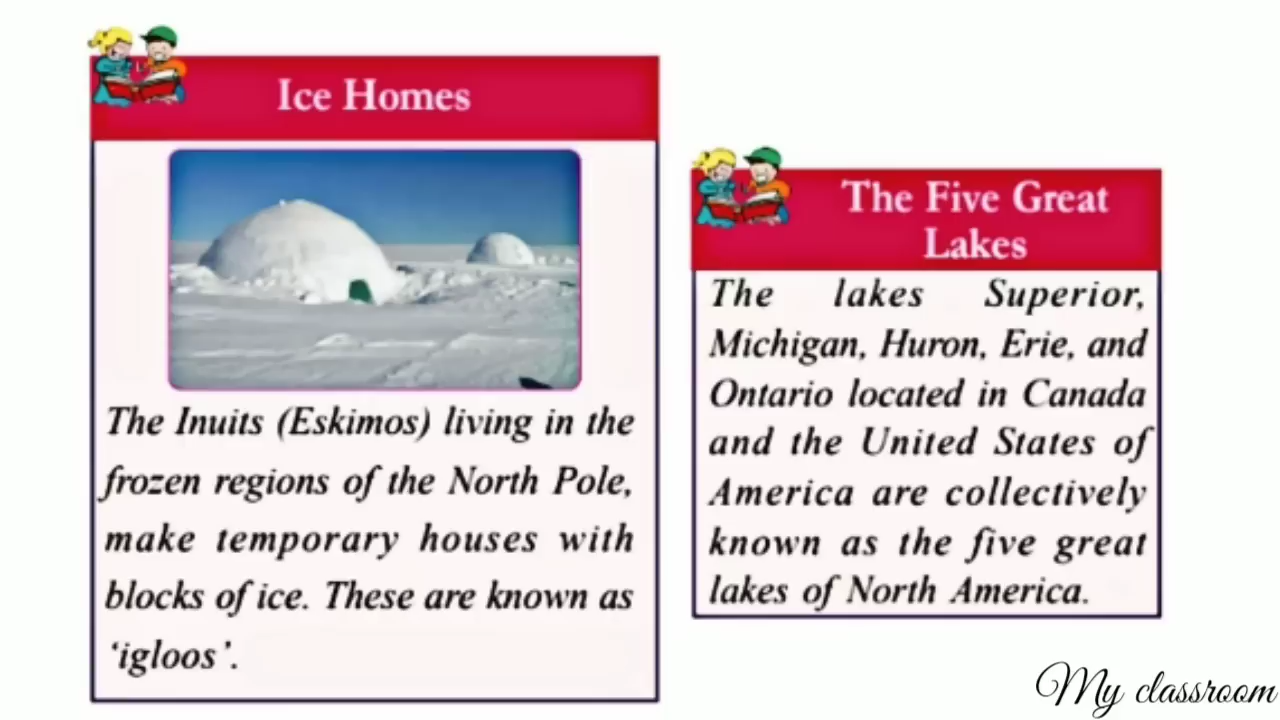 Ice Homes
The Inuits (Eskimos) living in the
frozen regions of the North Pole,
make temporary houses with
blocks of ice. These are known as
‘igloos’.
The Five Great
Lakes
The lakes Superior,
Michigan, Huron, Erie, and
Ontario located in Canada
and the United States of
America are collectively
known as the five great
lakes of North America.
My classroom